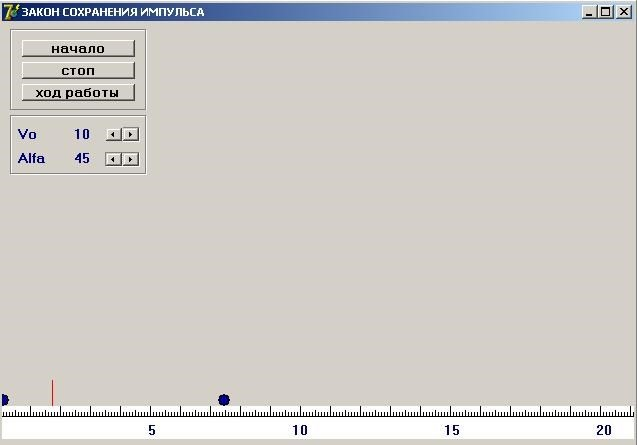 ЗАКОН СОХРАНЕНИЯ ИМПУЛЬСА
начало
стоп
ход работы
Vo 10
Alfa 45
5 10 15 20